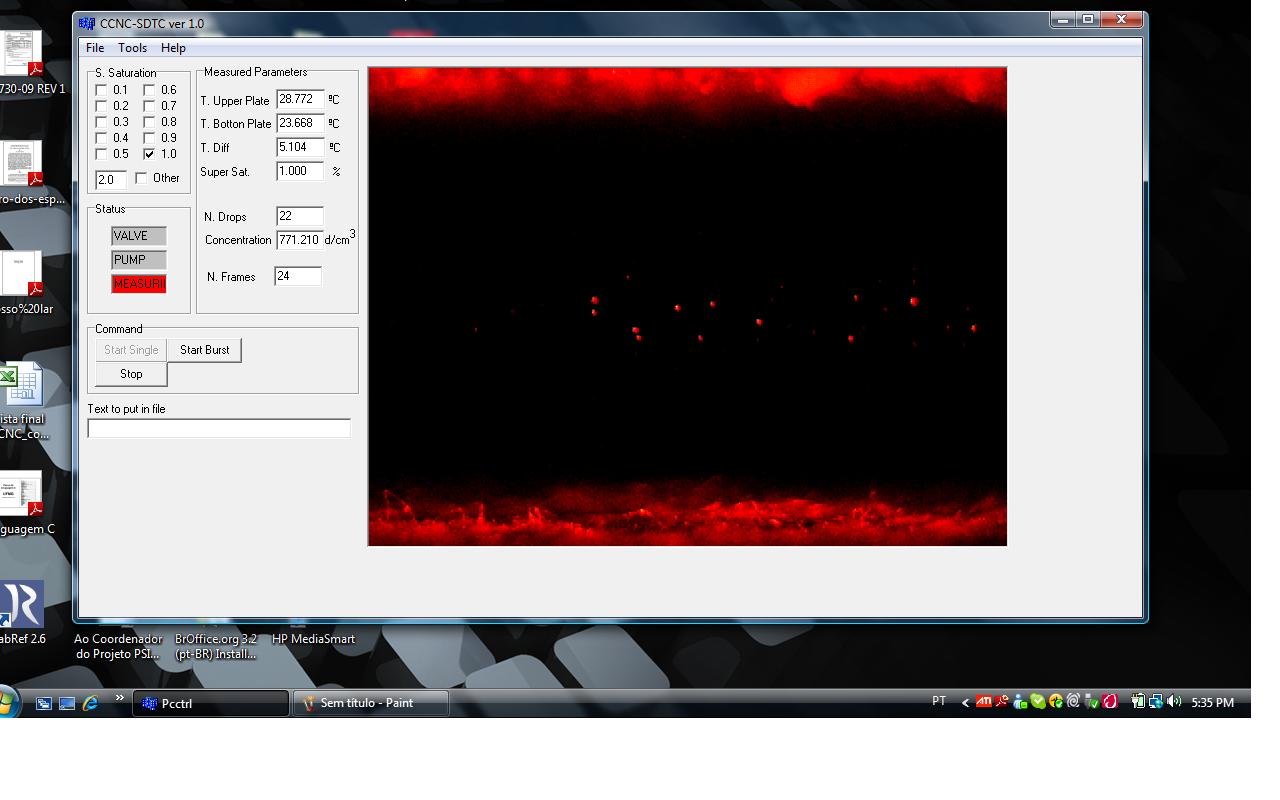 CCNC-SDTC ver 1.0
File Tools Help
S. Saturation
0.1 0.6
0.2 0.7
0.3 0.8
0.4 0.9
0.5 1.0
2.0 Other
Measured Parameters
T. Upper Plate 28.772 ºC
T. Botton Plate 23.668 ºC
T. Diff 5.104 ºC
Super Sat. 1.000 %
N. Drops 22
Concentration 771.210 d/cm3
N. Frames 24
Status
VALVE
PUMP
MEASURII
Command
Start Single Start Burst
Stop
Text to put in file
730-09 REV 1
ro-dos-esp...
sso%20lar
ista final
CNC_co...
guagem C
abRef 2.6
Ao Coordenador
do Projeto PSI...
BrOffice.org 3.2
(pt-BR) Install...
HP MediaSmart
Pcctrl
Sem título - Paint
PT
ATI
5:35 PM